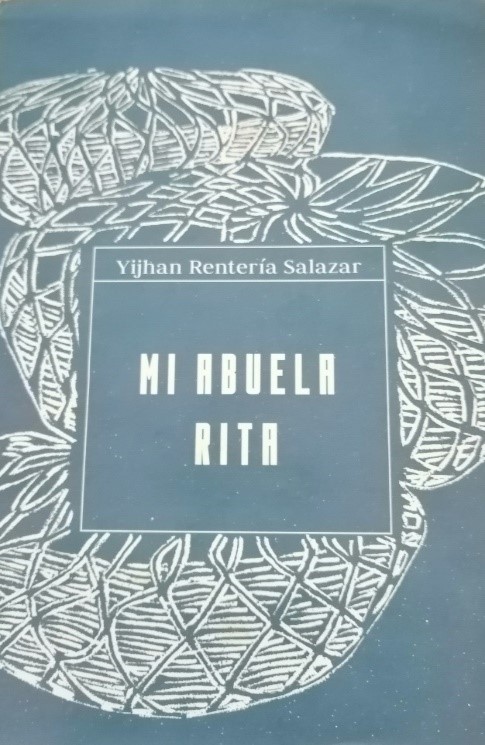 Yijhan Rentería Salazar
MI ABUELA
RITA